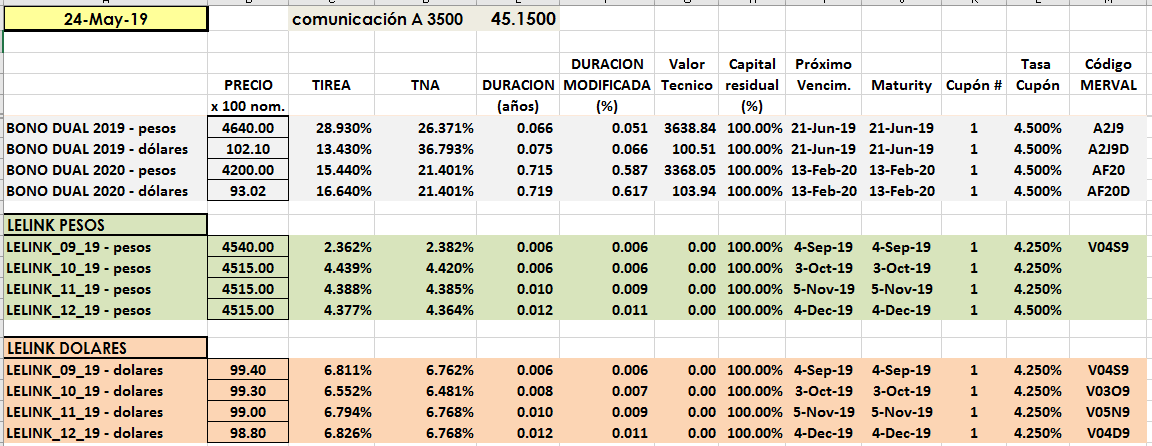 24-May-19 comunicación A 3500 45.1500
DURACION Valor Capital Próximo Tasa Código
PRECIO TIREA TNA DURACION MODIFICADA Tecnico residual Vencim. Maturity Cupón # Cupón MERVAL
x 100 nom. (años) (%) (%)
BONO DUAL 2019 - pesos 4640.00 28.930% 26.371% 0.066 0.051 3638.84 100.00% 21-Jun-19 21-Jun-19 1 4.500% A2J9
BONO DUAL 2019 - dólares 102.10 13.430% 36.793% 0.075 0.066 100.51 100.00% 21-Jun-19 21-Jun-19 1 4.500% A2J9D
BONO DUAL 2020 - pesos 4200.00 15.440% 21.401% 0.715 0.587 3368.05 100.00% 13-Feb-20 13-Feb-20 1 4.500% AF20
BONO DUAL 2020 - dólares 93.02 16.640% 21.401% 0.719 0.617 103.94 100.00% 13-Feb-20 13-Feb-20 1 4.500% AF20D
LELINK PESOS
LELINK_09_19 - pesos 4540.00 2.362% 2.382% 0.006 0.006 0.00 100.00% 4-Sep-19 4-Sep-19 1 4.250% V04S9
LELINK_10_19 - pesos 4515.00 4.439% 4.420% 0.006 0.006 0.00 100.00% 3-Oct-19 3-Oct-19 1 4.250%
LELINK_11_19 - pesos 4515.00 4.388% 4.385% 0.010 0.009 0.00 100.00% 5-Nov-19 5-Nov-19 1 4.250%
LELINK_12_19 - pesos 4515.00 4.377% 4.364% 0.012 0.011 0.00 100.00% 4-Dec-19 4-Dec-19 1 4.250%
LELINK DOLARES
LELINK_09_19 - dolares 99.40 6.811% 6.762% 0.006 0.006 0.00 100.00% 4-Sep-19 4-Sep-19 1 4.250% V04S9
LELINK_10_19 - dolares 99.30 6.552% 6.481% 0.008 0.007 0.00 100.00% 3-Oct-19 3-Oct-19 1 4.250% V03O9
LELINK_11_19 - dolares 99.00 6.794% 6.768% 0.010 0.009 0.00 100.00% 5-Nov-19 5-Nov-19 1 4.250% V05N9
LELINK_12_19 - dolares 98.80 6.826% 6.768% 0.012 0.011 0.00 100.00% 4-Dec-19 4-Dec-19 1 4.250% V04D9